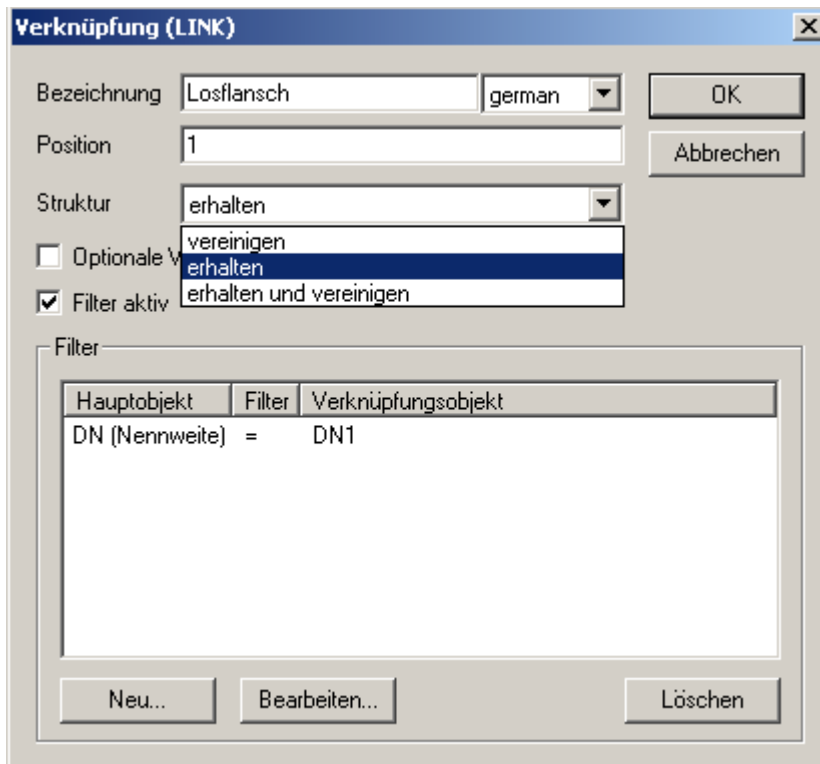 Verknüpfung (LINK)
Bezeichnung Losflansch german OK
Position 1 Abbrechen
Struktur erhalten
vereinigen
Optionale V erhalten
Filter aktiv erhalten und vereinigen
Filter
Hauptobjekt Filter Verknüpfungsobjekt
DN (Nennweite) = DN1
Neu... Bearbeiten... Löschen